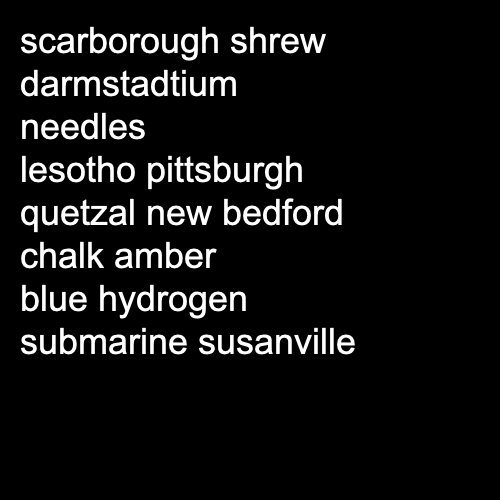 scarborough shrew
darmstadtium
needles
lesotho pittsburgh
quetzal new bedford
chalk amber
blue hydrogen
submarine susanville